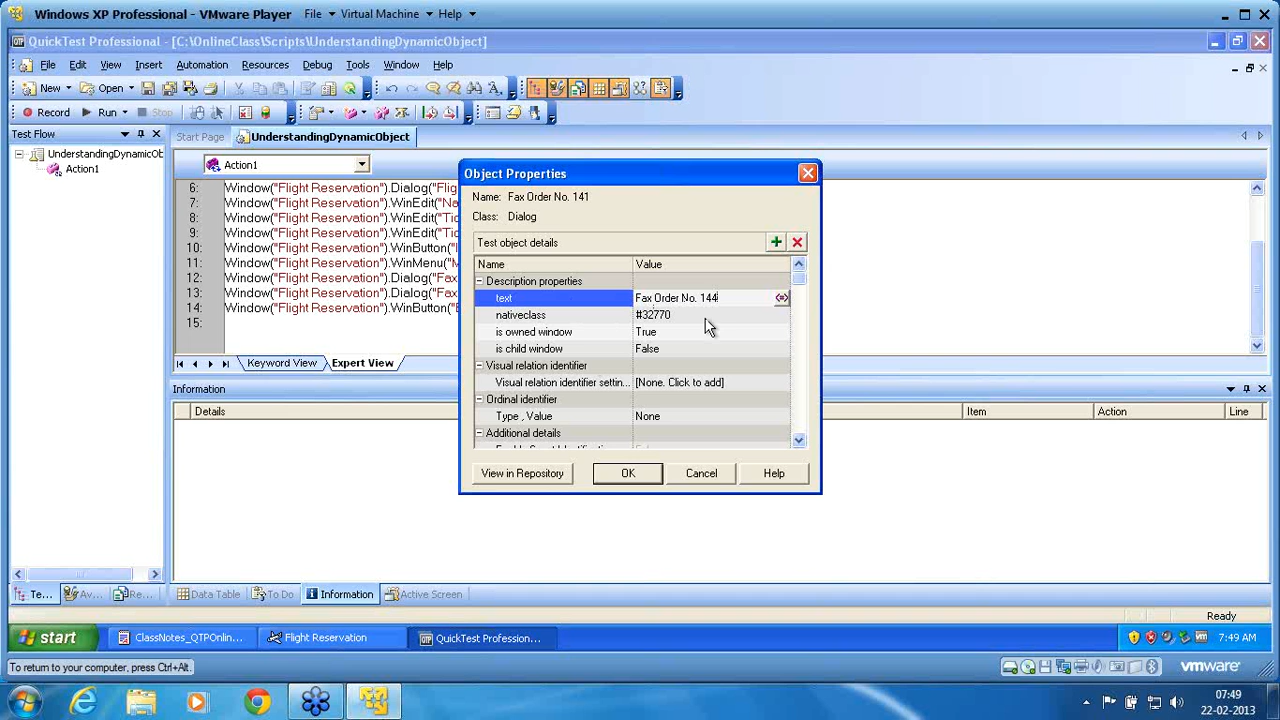 Windows XP Professional - VMware Player File Virtual Machine Help
QuickTest Professional - [C:\OnlineClass\Scripts\UnderstandingDynamicObject]
File Edit View Insert Automation Resources Debug Tools Window Help
New Open
Record Run Stop
Test Flow
Start Page UnderstandingDynamicObject
UnderstandingDynamicOb
Action1
Action1
6: Window("Flight Reservation").Dialog("Flig
7: Window("Flight Reservation").WinEdit("Na
8: Window("Flight Reservation").WinEdit("Tic
9: Window("Flight Reservation").WinEdit("Tic
10: Window("Flight Reservation").WinButton("I
11: Window("Flight Reservation").WinMenu("M
12: Window("Flight Reservation").Dialog("Fax
13: Window("Flight Reservation").Dialog("Fax
14: Window("Flight Reservation").WinButton("E
15:
Keyword View Expert View
Object Properties
Name: Fax Order No. 141
Class: Dialog
Test object details
Name Value
Description properties
text Fax Order No. 144
nativeclass #32770
is owned window True
is child window False
Visual relation identifier
Visual relation identifier settin... [None. Click to add]
Ordinal identifier
Type , Value None
Additional details
View in Repository OK Cancel Help
Information
Details Item Action Line
Te... Av... Re... Data Table To Do Information Active Screen
Ready
start ClassNotes_QTPOnlin... Flight Reservation QuickTest Profession... 7:49 AM
To return to your computer, press Ctrl+Alt. vmware
07:49
22-02-2013